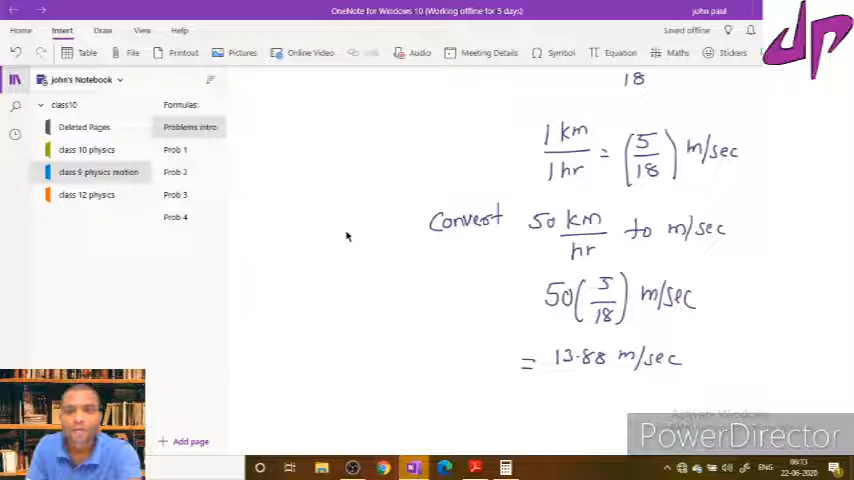 OneNote for Windows 10 (Working offline for 5 days)
john paul
Home Insert Draw View Help
Saved offline
Table File Printout Pictures Online Video Link Audio Meeting Details Symbol Equation Maths Stickers
dp
john's Notebook
class10
Deleted Pages
class 10 physics
class 9 physics motion
class 12 physics
Formulas:
Problems intro
Prob 1
Prob 2
Prob 3
Prob 4
Add page
18
1 km / 1 hr = (5/18) m/sec
Convert 50 km/hr to m/sec
50 (5/18) m/sec
= 13.88 m/sec
Activate Windows
PowerDirector
ENG
06:13
22-06-2020